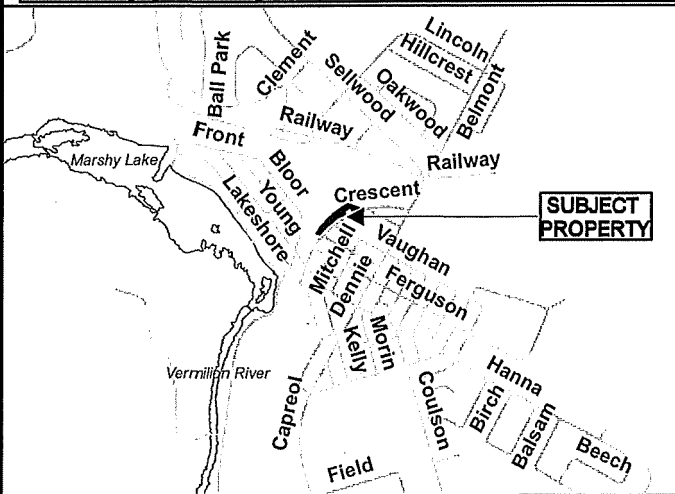 Lincoln
Hillcrest
Ball Park
Clement
Sellwood
Oakwood
Belmont
Railway
Front
Railway
Marshy Lake
Bloor
Young
Lakeshore
Crescent
SUBJECT
PROPERTY
Mitchell
Vaughan
Dennie
Ferguson
Kelly
Morin
Vermilion River
Capreol
Coulson
Hanna
Birch
Balsam
Beech
Field